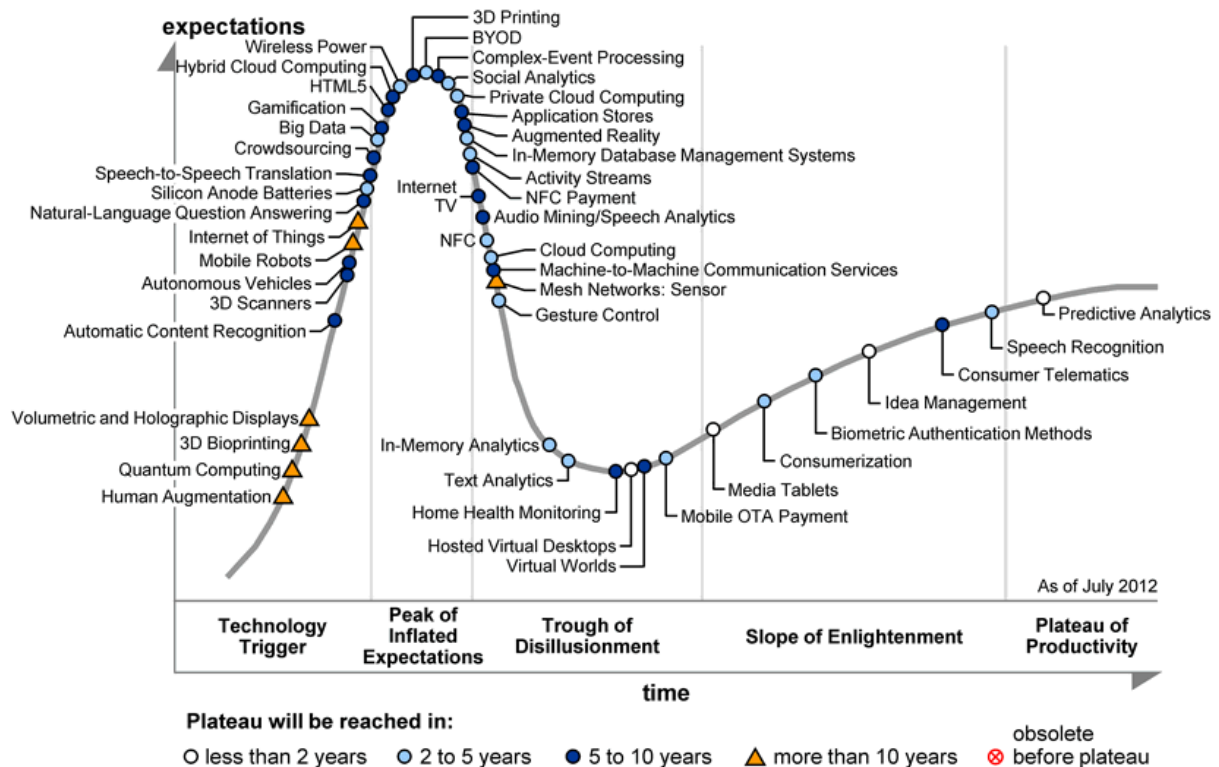 expectations
3D Printing
BYOD
Wireless Power
Complex-Event Processing
Hybrid Cloud Computing
Social Analytics
HTML5
Private Cloud Computing
Gamification
Application Stores
Big Data
Augmented Reality
Crowdsourcing
In-Memory Database Management Systems
Speech-to-Speech Translation
Activity Streams
Silicon Anode Batteries
NFC Payment
Natural-Language Question Answering
Internet
TV
Audio Mining/Speech Analytics
Internet of Things
NFC
Cloud Computing
Mobile Robots
Machine-to-Machine Communication Services
Autonomous Vehicles
Mesh Networks: Sensor
3D Scanners
Gesture Control
Automatic Content Recognition
Predictive Analytics
Speech Recognition
Consumer Telematics
Idea Management
Volumetric and Holographic Displays
Biometric Authentication Methods
3D Bioprinting
In-Memory Analytics
Consumerization
Quantum Computing
Text Analytics
Media Tablets
Human Augmentation
Home Health Monitoring
Mobile OTA Payment
Hosted Virtual Desktops
Virtual Worlds
As of July 2012
Technology
Trigger
Peak of
Inflated
Expectations
Trough of
Disillusionment
Slope of Enlightenment
Plateau of
Productivity
time
Plateau will be reached in:
less than 2 years
2 to 5 years
5 to 10 years
more than 10 years
obsolete
before plateau